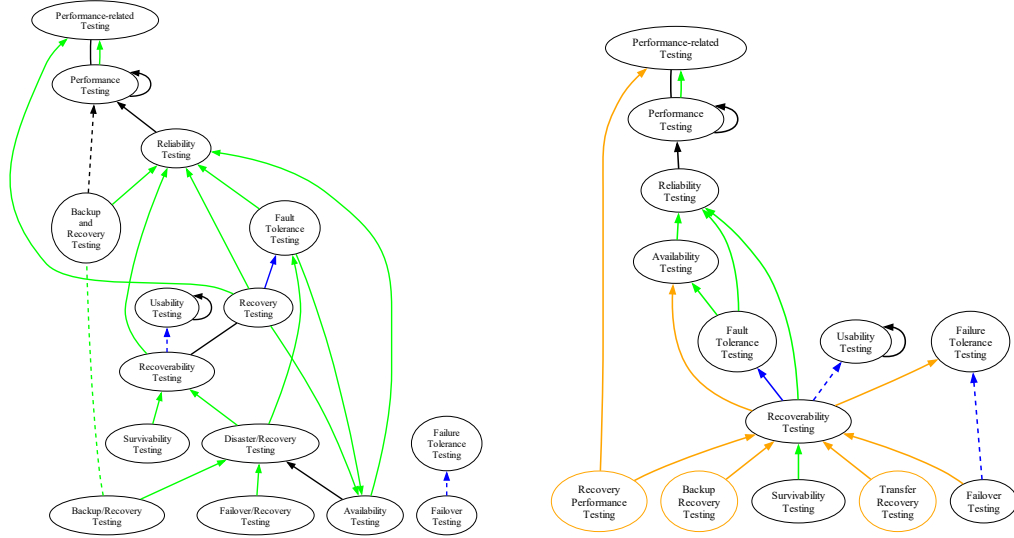 Performance-related
Testing
Performance
Testing
Reliability
Testing
Backup
and
Recovery
Testing
Fault
Tolerance
Testing
Usability
Testing
Recovery
Testing
Recoverability
Testing
Survivability
Testing
Disaster/Recovery
Testing
Failure
Tolerance
Testing
Backup/Recovery
Testing
Failover/Recovery
Testing
Availability
Testing
Failover
Testing
Performance-related
Testing
Performance
Testing
Reliability
Testing
Availability
Testing
Fault
Tolerance
Testing
Usability
Testing
Failure
Tolerance
Testing
Recoverability
Testing
Recovery
Performance
Testing
Backup
Recovery
Testing
Survivability
Testing
Transfer
Recovery
Testing
Failover
Testing